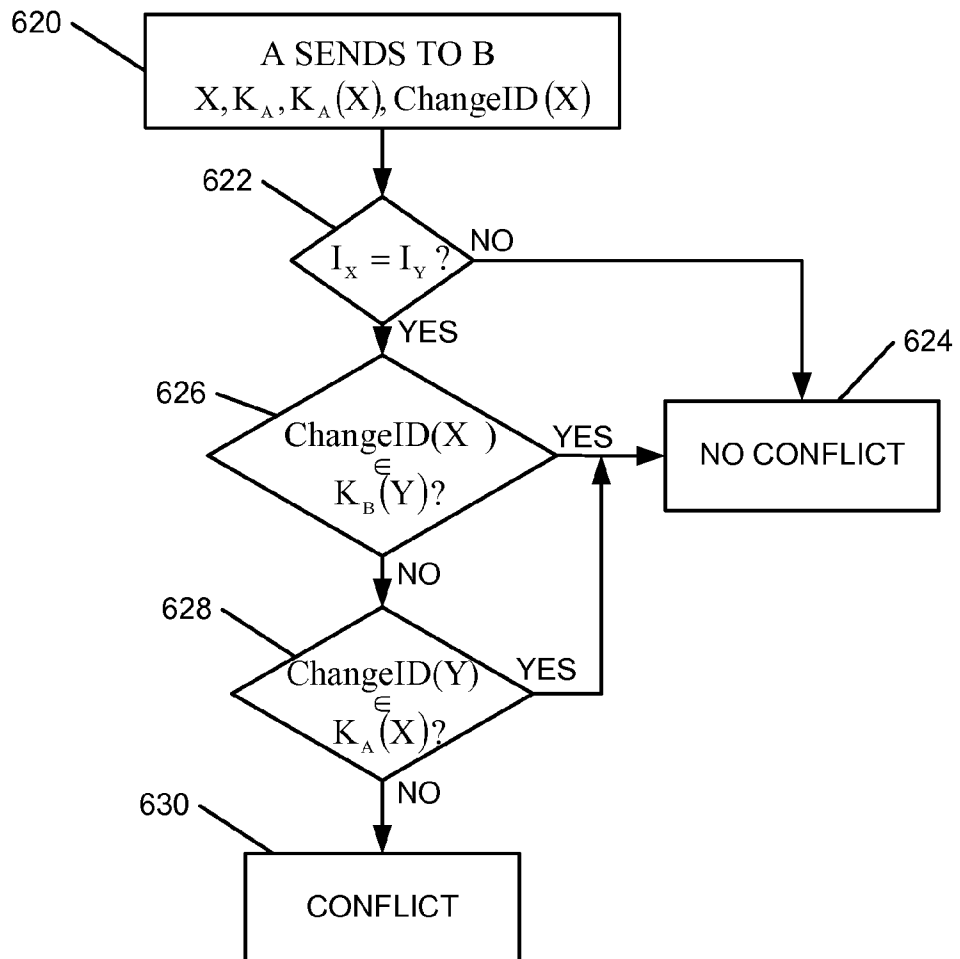 620
A SENDS TO B
X, K_A, K_A(X), ChangeID(X)
622
I_X = I_Y ?
NO
YES
624
NO CONFLICT
626
ChangeID(X )
∈
K_B(Y)?
YES
NO
628
ChangeID(Y)
∈
K_A(X)?
YES
NO
630
CONFLICT